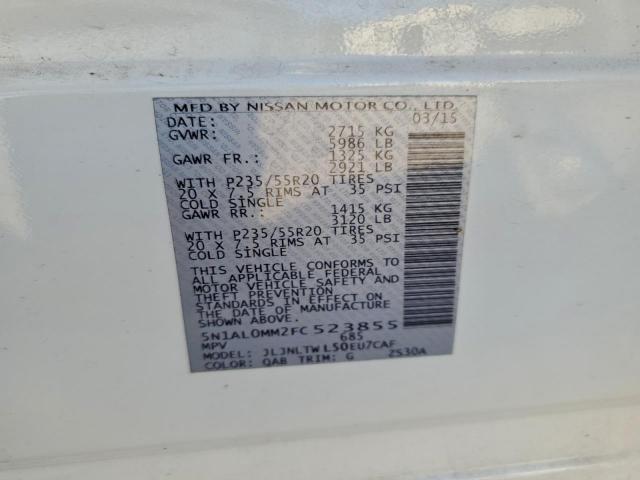 MFD BY NISSAN MOTOR CO., LTD.
DATE: 03/15
GVWR: 2715 KG
5986 LB
GAWR FR.: 1325 KG
2921 LB
WITH P235/55R20 TIRES
20 X 7.5 RIMS AT 35 PSI
COLD SINGLE
GAWR RR.: 1415 KG
3120 LB
WITH P235/55R20 TIRES
20 X 7.5 RIMS AT 35 PSI
COLD SINGLE
THIS VEHICLE CONFORMS TO
ALL APPLICABLE FEDERAL
MOTOR VEHICLE SAFETY AND
THEFT PREVENTION
STANDARDS IN EFFECT ON
THE DATE OF MANUFACTURE
SHOWN ABOVE.
5N1AL0MM2FC 523855
MPV 685
MODEL: JLJNLTW L50EU7CAF
COLOR: QAB TRIM: G ZS30A